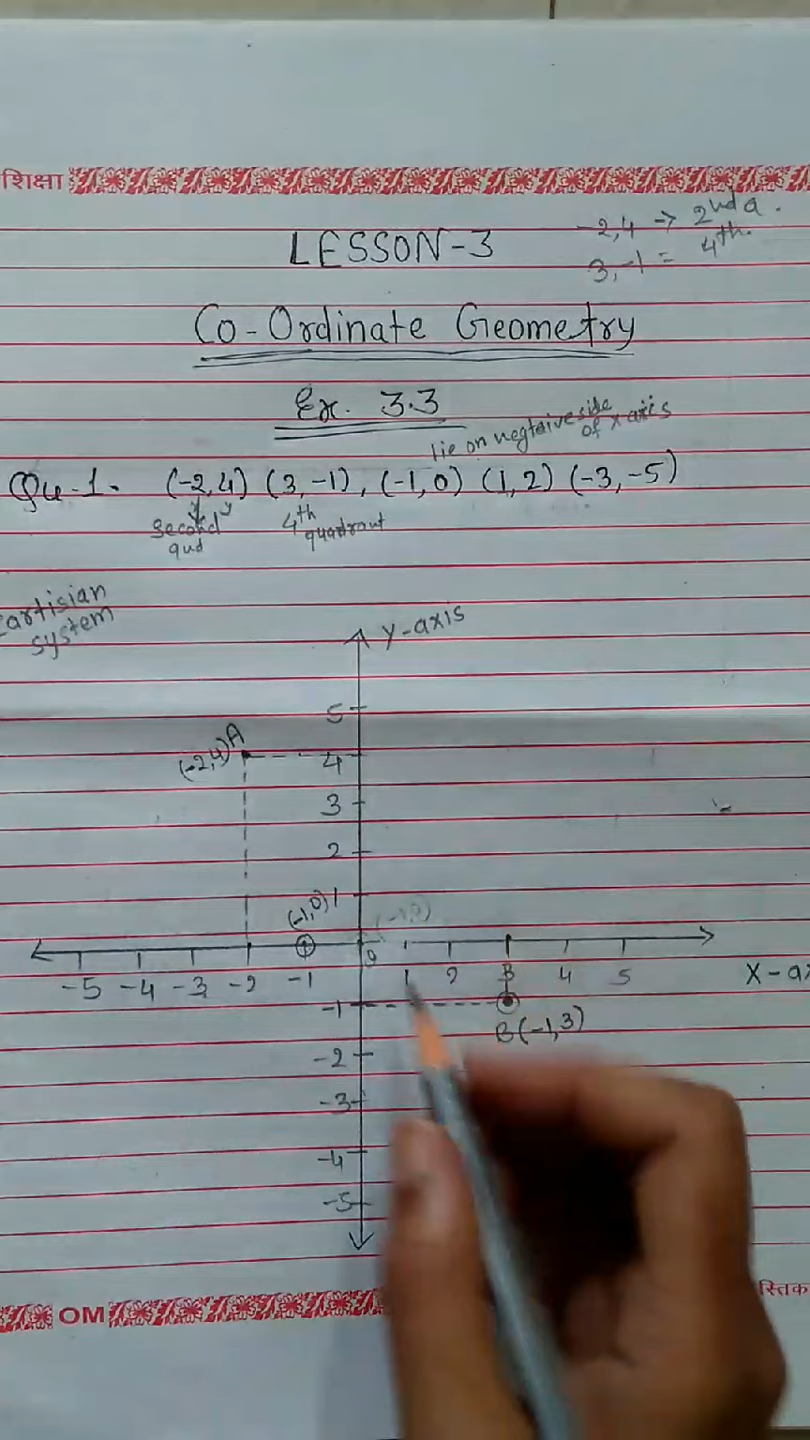 शिक्षा
-2,4 -> 2nd Q.
3,-1 = 4th.
LESSON-3
Co-Ordinate Geometry
Ex. 3.3
lie on negtaive side
of x axis
Qu-1. (-2,4) (3,-1), (-1,0) (1,2) (-3,-5)
second
qud
4th
quadrant
Cartisian
system
y-axis
5
(-2,4) A
4
3
2
1
(-1,0)
(-1,0)
0
-5 -4 -3 -2 -1 1 2 3 4 5
X-ax
-1
B(-1,3)
-2
-3
-4
-5
OM
स्तिक